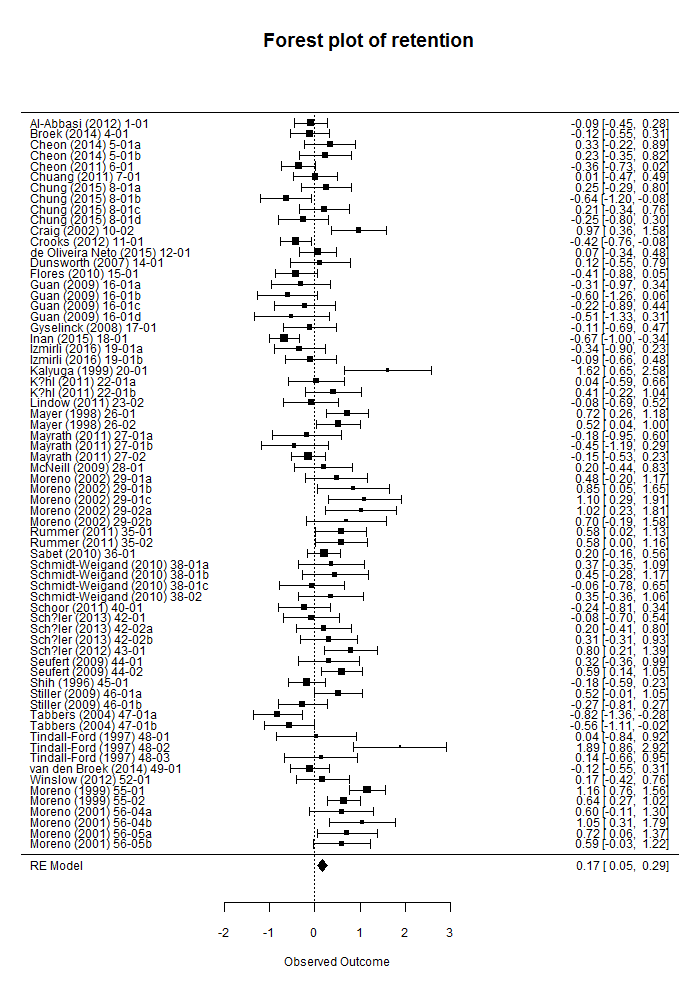 Forest plot of retention
Al-Abbasi (2012) 1-01 -0.09 [-0.45, 0.28]
Broek (2014) 4-01 -0.12 [-0.55, 0.31]
Cheon (2014) 5-01a 0.33 [-0.22, 0.89]
Cheon (2014) 5-01b 0.23 [-0.35, 0.82]
Cheon (2011) 6-01 -0.36 [-0.73, 0.02]
Chuang (2011) 7-01 0.01 [-0.47, 0.49]
Chung (2015) 8-01a 0.25 [-0.29, 0.80]
Chung (2015) 8-01b -0.64 [-1.20, -0.08]
Chung (2015) 8-01c 0.21 [-0.34, 0.76]
Chung (2015) 8-01d -0.25 [-0.80, 0.30]
Craig (2002) 10-02 0.97 [ 0.36, 1.58]
Crooks (2012) 11-01 -0.42 [-0.76, -0.08]
de Oliveira Neto (2015) 12-01 0.07 [-0.34, 0.48]
Dunsworth (2007) 14-01 0.12 [-0.55, 0.79]
Flores (2010) 15-01 -0.41 [-0.88, 0.05]
Guan (2009) 16-01a -0.31 [-0.97, 0.34]
Guan (2009) 16-01b -0.60 [-1.26, 0.06]
Guan (2009) 16-01c -0.22 [-0.89, 0.44]
Guan (2009) 16-01d -0.51 [-1.33, 0.31]
Gyselinck (2008) 17-01 -0.11 [-0.69, 0.47]
Inan (2015) 18-01 -0.67 [-1.00, -0.34]
Izmirli (2016) 19-01a -0.34 [-0.90, 0.23]
Izmirli (2016) 19-01b -0.09 [-0.66, 0.48]
Kalyuga (1999) 20-01 1.62 [ 0.65, 2.58]
K?hl (2011) 22-01a 0.04 [-0.59, 0.66]
K?hl (2011) 22-01b 0.41 [-0.22, 1.04]
Lindow (2011) 23-02 -0.08 [-0.69, 0.52]
Mayer (1998) 26-01 0.72 [ 0.26, 1.18]
Mayer (1998) 26-02 0.52 [ 0.04, 1.00]
Mayrath (2011) 27-01a -0.18 [-0.95, 0.60]
Mayrath (2011) 27-01b -0.45 [-1.19, 0.29]
Mayrath (2011) 27-02 -0.15 [-0.53, 0.23]
McNeill (2009) 28-01 0.20 [-0.44, 0.83]
Moreno (2002) 29-01a 0.48 [-0.20, 1.17]
Moreno (2002) 29-01b 0.85 [ 0.05, 1.65]
Moreno (2002) 29-01c 1.10 [ 0.29, 1.91]
Moreno (2002) 29-02a 1.02 [ 0.23, 1.81]
Moreno (2002) 29-02b 0.70 [-0.19, 1.58]
Rummer (2011) 35-01 0.58 [ 0.02, 1.13]
Rummer (2011) 35-02 0.58 [ 0.00, 1.16]
Sabet (2010) 36-01 0.20 [-0.16, 0.56]
Schmidt-Weigand (2010) 38-01a 0.37 [-0.35, 1.09]
Schmidt-Weigand (2010) 38-01b 0.45 [-0.28, 1.17]
Schmidt-Weigand (2010) 38-01c -0.06 [-0.78, 0.65]
Schmidt-Weigand (2010) 38-02 0.35 [-0.36, 1.06]
Schoor (2011) 40-01 -0.24 [-0.81, 0.34]
Sch?ler (2013) 42-01 -0.08 [-0.70, 0.54]
Sch?ler (2013) 42-02a 0.20 [-0.41, 0.80]
Sch?ler (2013) 42-02b 0.31 [-0.31, 0.93]
Sch?ler (2012) 43-01 0.80 [ 0.21, 1.39]
Seufert (2009) 44-01 0.32 [-0.36, 0.99]
Seufert (2009) 44-02 0.59 [ 0.14, 1.05]
Shih (1996) 45-01 -0.18 [-0.59, 0.23]
Stiller (2009) 46-01a 0.52 [-0.01, 1.05]
Stiller (2009) 46-01b -0.27 [-0.81, 0.27]
Tabbers (2004) 47-01a -0.82 [-1.36, -0.28]
Tabbers (2004) 47-01b -0.56 [-1.11, -0.02]
Tindall-Ford (1997) 48-01 0.04 [-0.84, 0.92]
Tindall-Ford (1997) 48-02 1.89 [ 0.86, 2.92]
Tindall-Ford (1997) 48-03 0.14 [-0.66, 0.95]
van den Broek (2014) 49-01 -0.12 [-0.55, 0.31]
Winslow (2012) 52-01 0.17 [-0.42, 0.76]
Moreno (1999) 55-01 1.16 [ 0.76, 1.56]
Moreno (1999) 55-02 0.64 [ 0.27, 1.02]
Moreno (2001) 56-04a 0.60 [-0.11, 1.30]
Moreno (2001) 56-04b 1.05 [ 0.31, 1.79]
Moreno (2001) 56-05a 0.72 [ 0.06, 1.37]
Moreno (2001) 56-05b 0.59 [-0.03, 1.22]
RE Model 0.17 [ 0.05, 0.29]
-2 -1 0 1 2 3
Observed Outcome